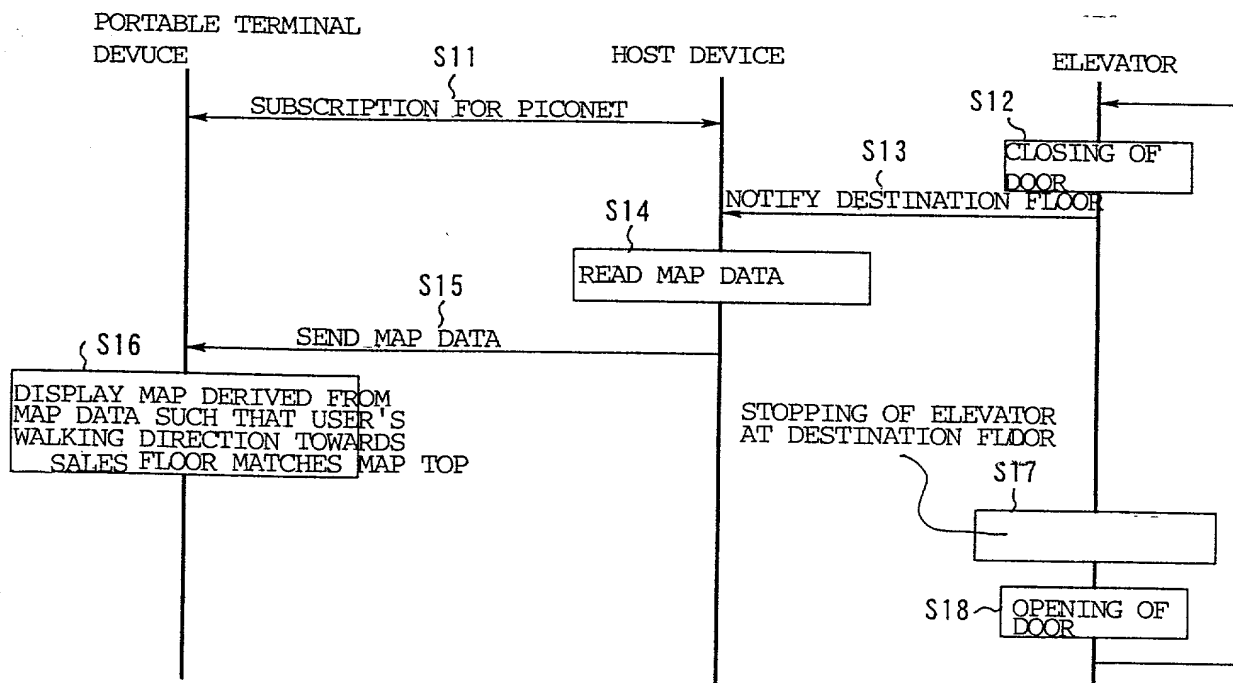 PORTABLE TERMINAL
DEVUCE
HOST DEVICE
ELEVATOR
S11
SUBSCRIPTION FOR PICONET
S12
CLOSING OF
DOOR
S13
NOTIFY DESTINATION FLOOR
S14
READ MAP DATA
S15
SEND MAP DATA
S16
DISPLAY MAP DERIVED FROM
MAP DATA SUCH THAT USER'S
WALKING DIRECTION TOWARDS
SALES FLOOR MATCHES MAP TOP
STOPPING OF ELEVATOR
AT DESTINATION FLOOR
S17
S18
OPENING OF
DOOR